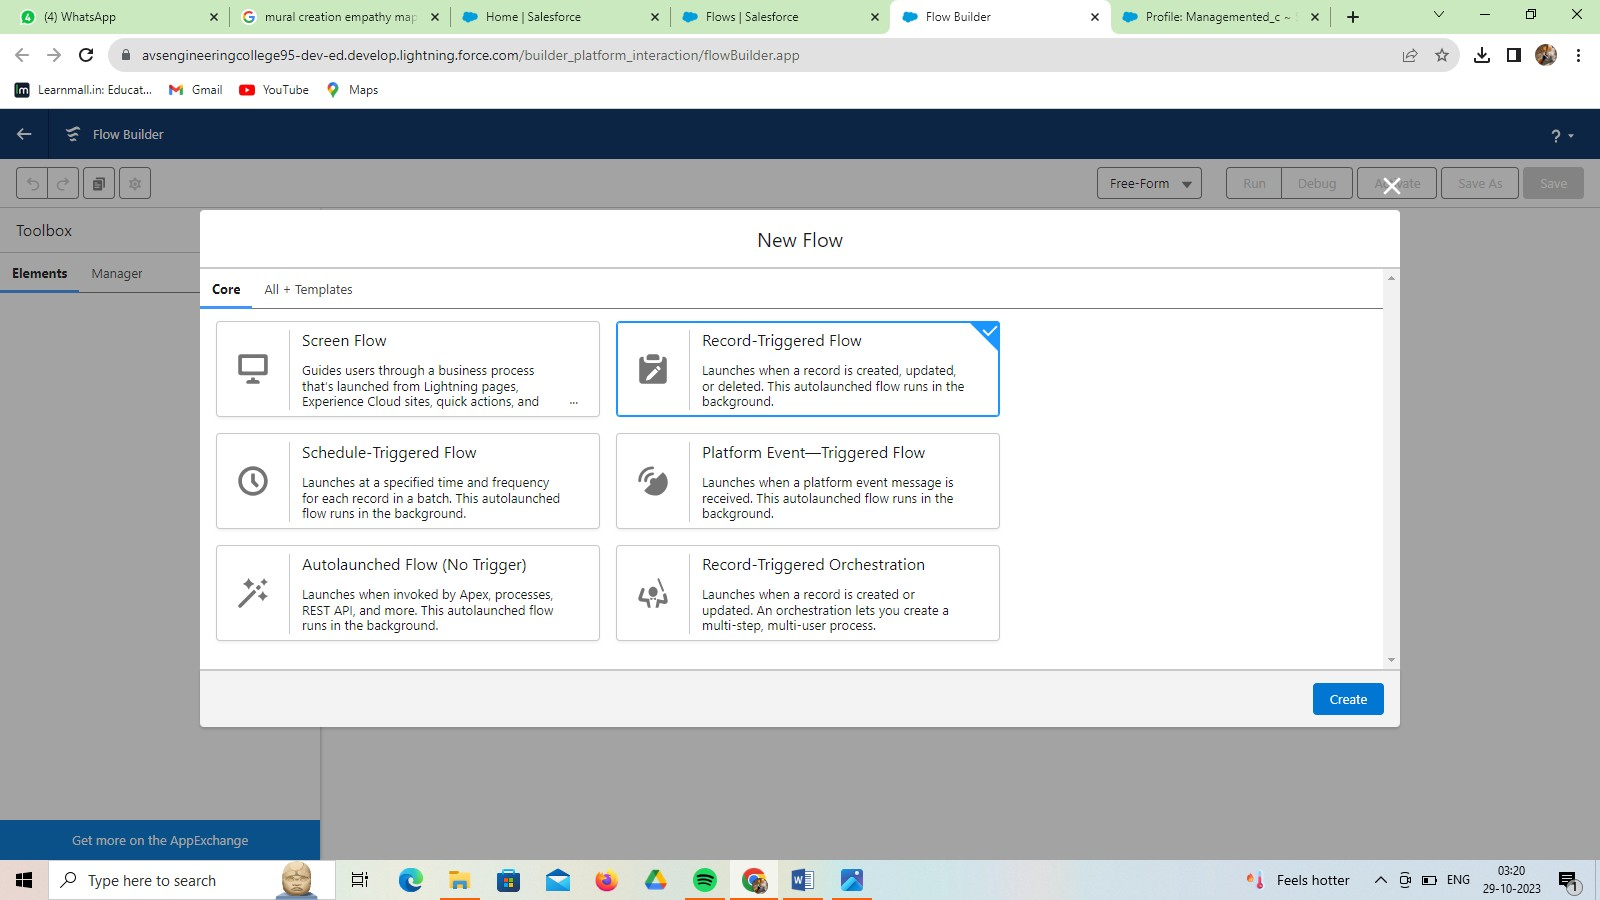 (4) WhatsApp
mural creation empathy map
Home | Salesforce
Flows | Salesforce
Flow Builder
Profile: Managemented_c ~
avsengineeringcollege95-dev-ed.develop.lightning.force.com/builder_platform_interaction/flowBuilder.app
Learnmall.in: Educat...
Gmail
YouTube
Maps
Flow Builder
?
Free-Form
Run
Debug
Save As
Save
Toolbox
Elements
Manager
New Flow
Core
All + Templates
Screen Flow
Guides users through a business process
that's launched from Lightning pages,
Experience Cloud sites, quick actions, and ...
Record-Triggered Flow
Launches when a record is created, updated,
or deleted. This autolaunched flow runs in the
background.
Schedule-Triggered Flow
Launches at a specified time and frequency
for each record in a batch. This autolaunched
flow runs in the background.
Platform Event—Triggered Flow
Launches when a platform event message is
received. This autolaunched flow runs in the
background.
Autolaunched Flow (No Trigger)
Launches when invoked by Apex, processes,
REST API, and more. This autolaunched flow
runs in the background.
Record-Triggered Orchestration
Launches when a record is created or
updated. An orchestration lets you create a
multi-step, multi-user process.
Create
Get more on the AppExchange
Type here to search
Feels hotter
ENG
03:20
29-10-2023
1